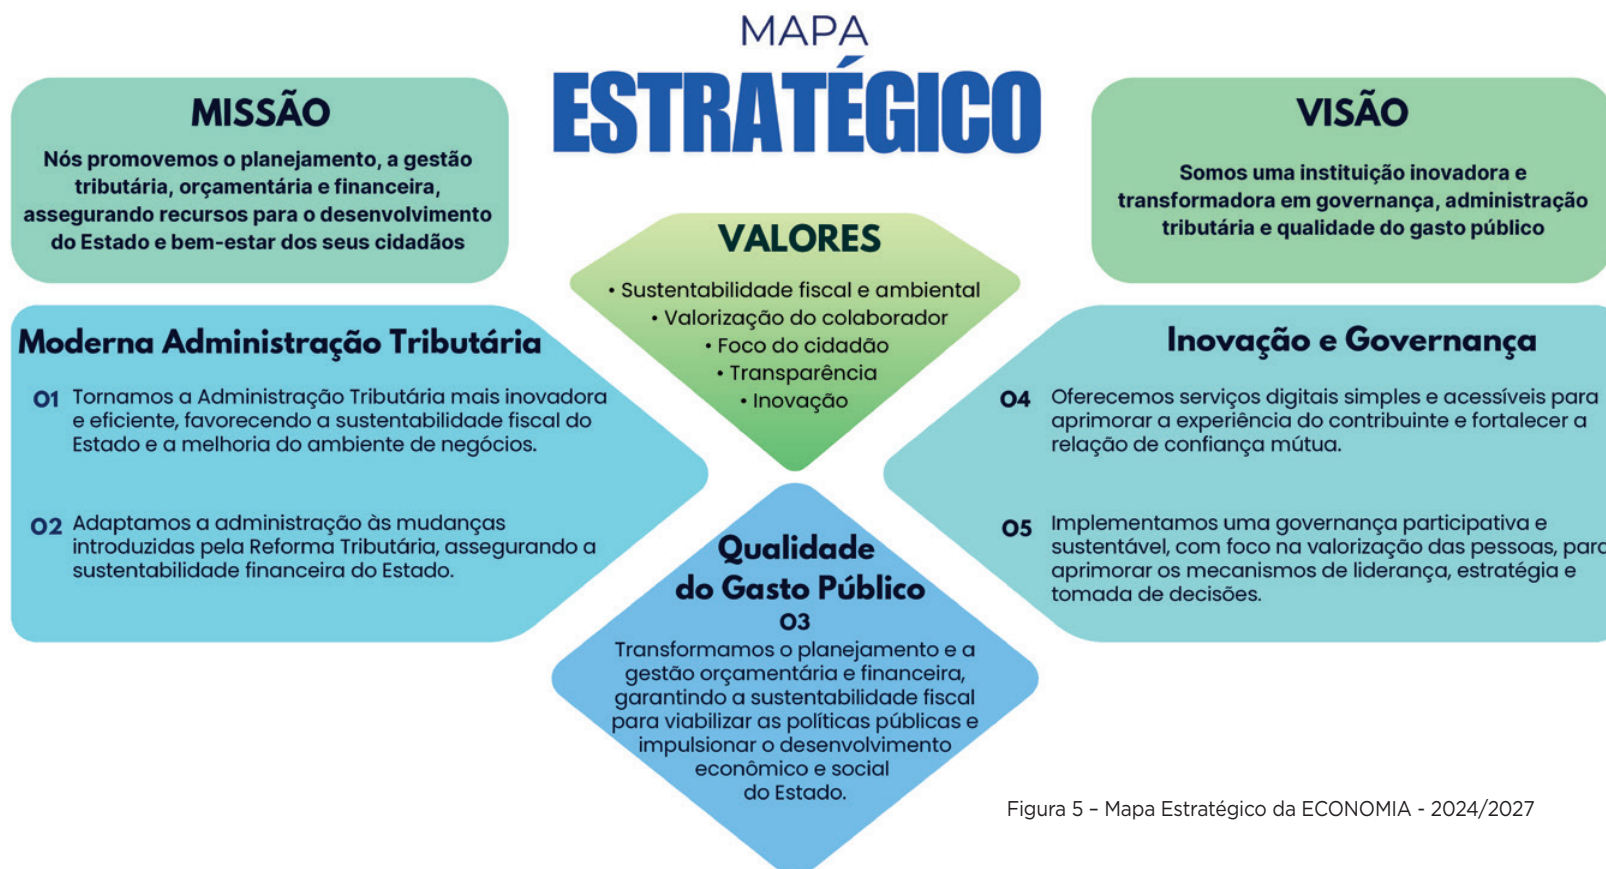 MAPA
ESTRATÉGICO
MISSÃO
Nós promovemos o planejamento, a gestão
tributária, orçamentária e financeira,
assegurando recursos para o desenvolvimento
do Estado e bem-estar dos seus cidadãos
VISÃO
Somos uma instituição inovadora e
transformadora em governança, administração
tributária e qualidade do gasto público
VALORES
• Sustentabilidade fiscal e ambiental
• Valorização do colaborador
• Foco do cidadão
• Transparência
• Inovação
Moderna Administração Tributária
01 Tornamos a Administração Tributária mais inovadora
e eficiente, favorecendo a sustentabilidade fiscal do
Estado e a melhoria do ambiente de negócios.
02 Adaptamos a administração às mudanças
introduzidas pela Reforma Tributária, assegurando a
sustentabilidade financeira do Estado.
Qualidade
do Gasto Público
03
Transformamos o planejamento e a
gestão orçamentária e financeira,
garantindo a sustentabilidade fiscal
para viabilizar as políticas públicas e
impulsionar o desenvolvimento
econômico e social
do Estado.
Inovação e Governança
04 Oferecemos serviços digitais simples e acessíveis para
aprimorar a experiência do contribuinte e fortalecer a
relação de confiança mútua.
05 Implementamos uma governança participativa e
sustentável, com foco na valorização das pessoas, para
aprimorar os mecanismos de liderança, estratégia e
tomada de decisões.
Figura 5 – Mapa Estratégico da ECONOMIA - 2024/2027